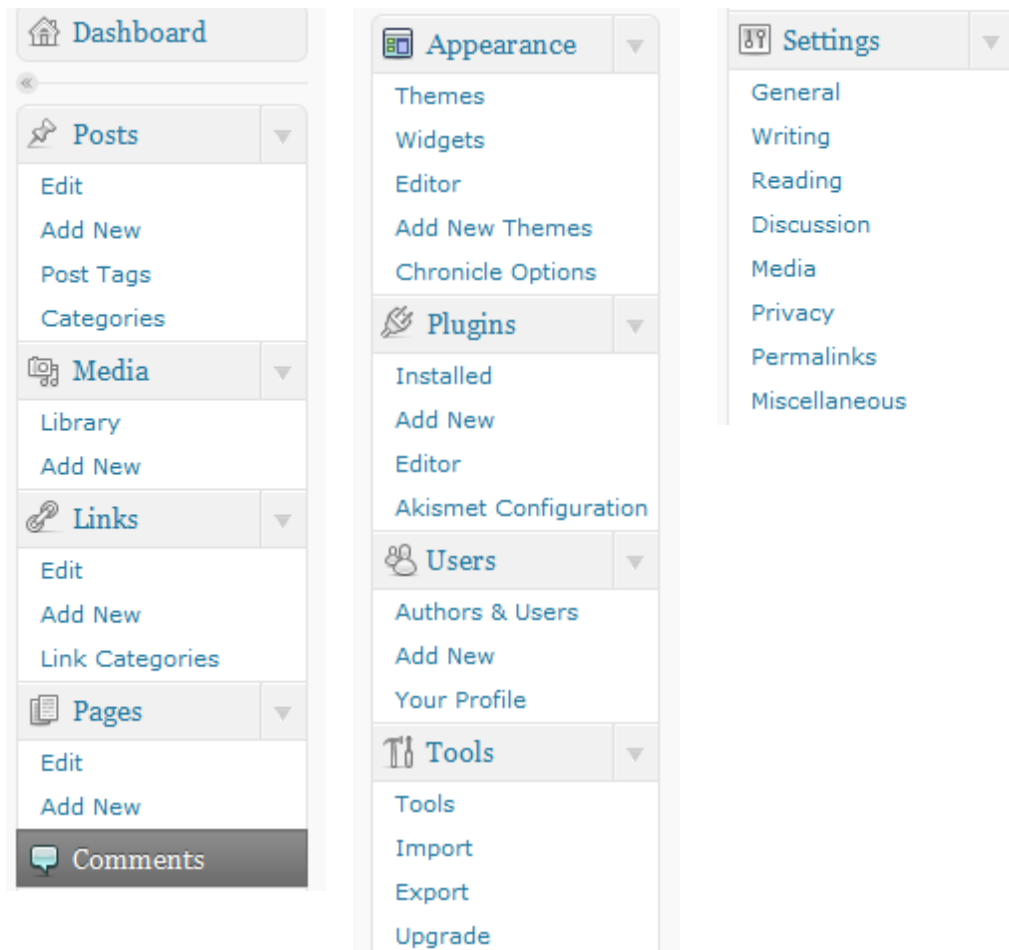 Dashboard
Posts
Edit
Add New
Post Tags
Categories
Media
Library
Add New
Links
Edit
Add New
Link Categories
Pages
Edit
Add New
Comments
Appearance
Themes
Widgets
Editor
Add New Themes
Chronicle Options
Plugins
Installed
Add New
Editor
Akismet Configuration
Users
Authors & Users
Add New
Your Profile
Tools
Tools
Import
Export
Upgrade
Settings
General
Writing
Reading
Discussion
Media
Privacy
Permalinks
Miscellaneous